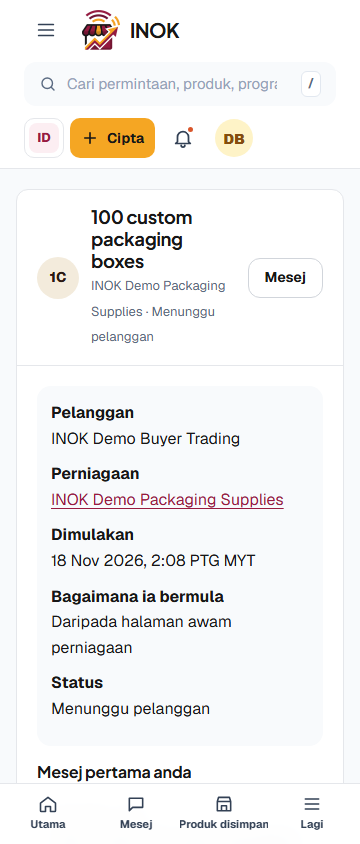 INOK
Cari permintaan, produk, progra
/
ID
+ Cipta
DB
1C
100 custom
packaging
boxes
INOK Demo Packaging
Supplies · Menunggu
pelanggan
Mesej
Pelanggan
INOK Demo Buyer Trading
Perniagaan
INOK Demo Packaging Supplies
Dimulakan
18 Nov 2026, 2:08 PTG MYT
Bagaimana ia bermula
Daripada halaman awam
perniagaan
Status
Menunggu pelanggan
Mesej pertama anda
Utama
Mesej
Produk disimpan
Lagi